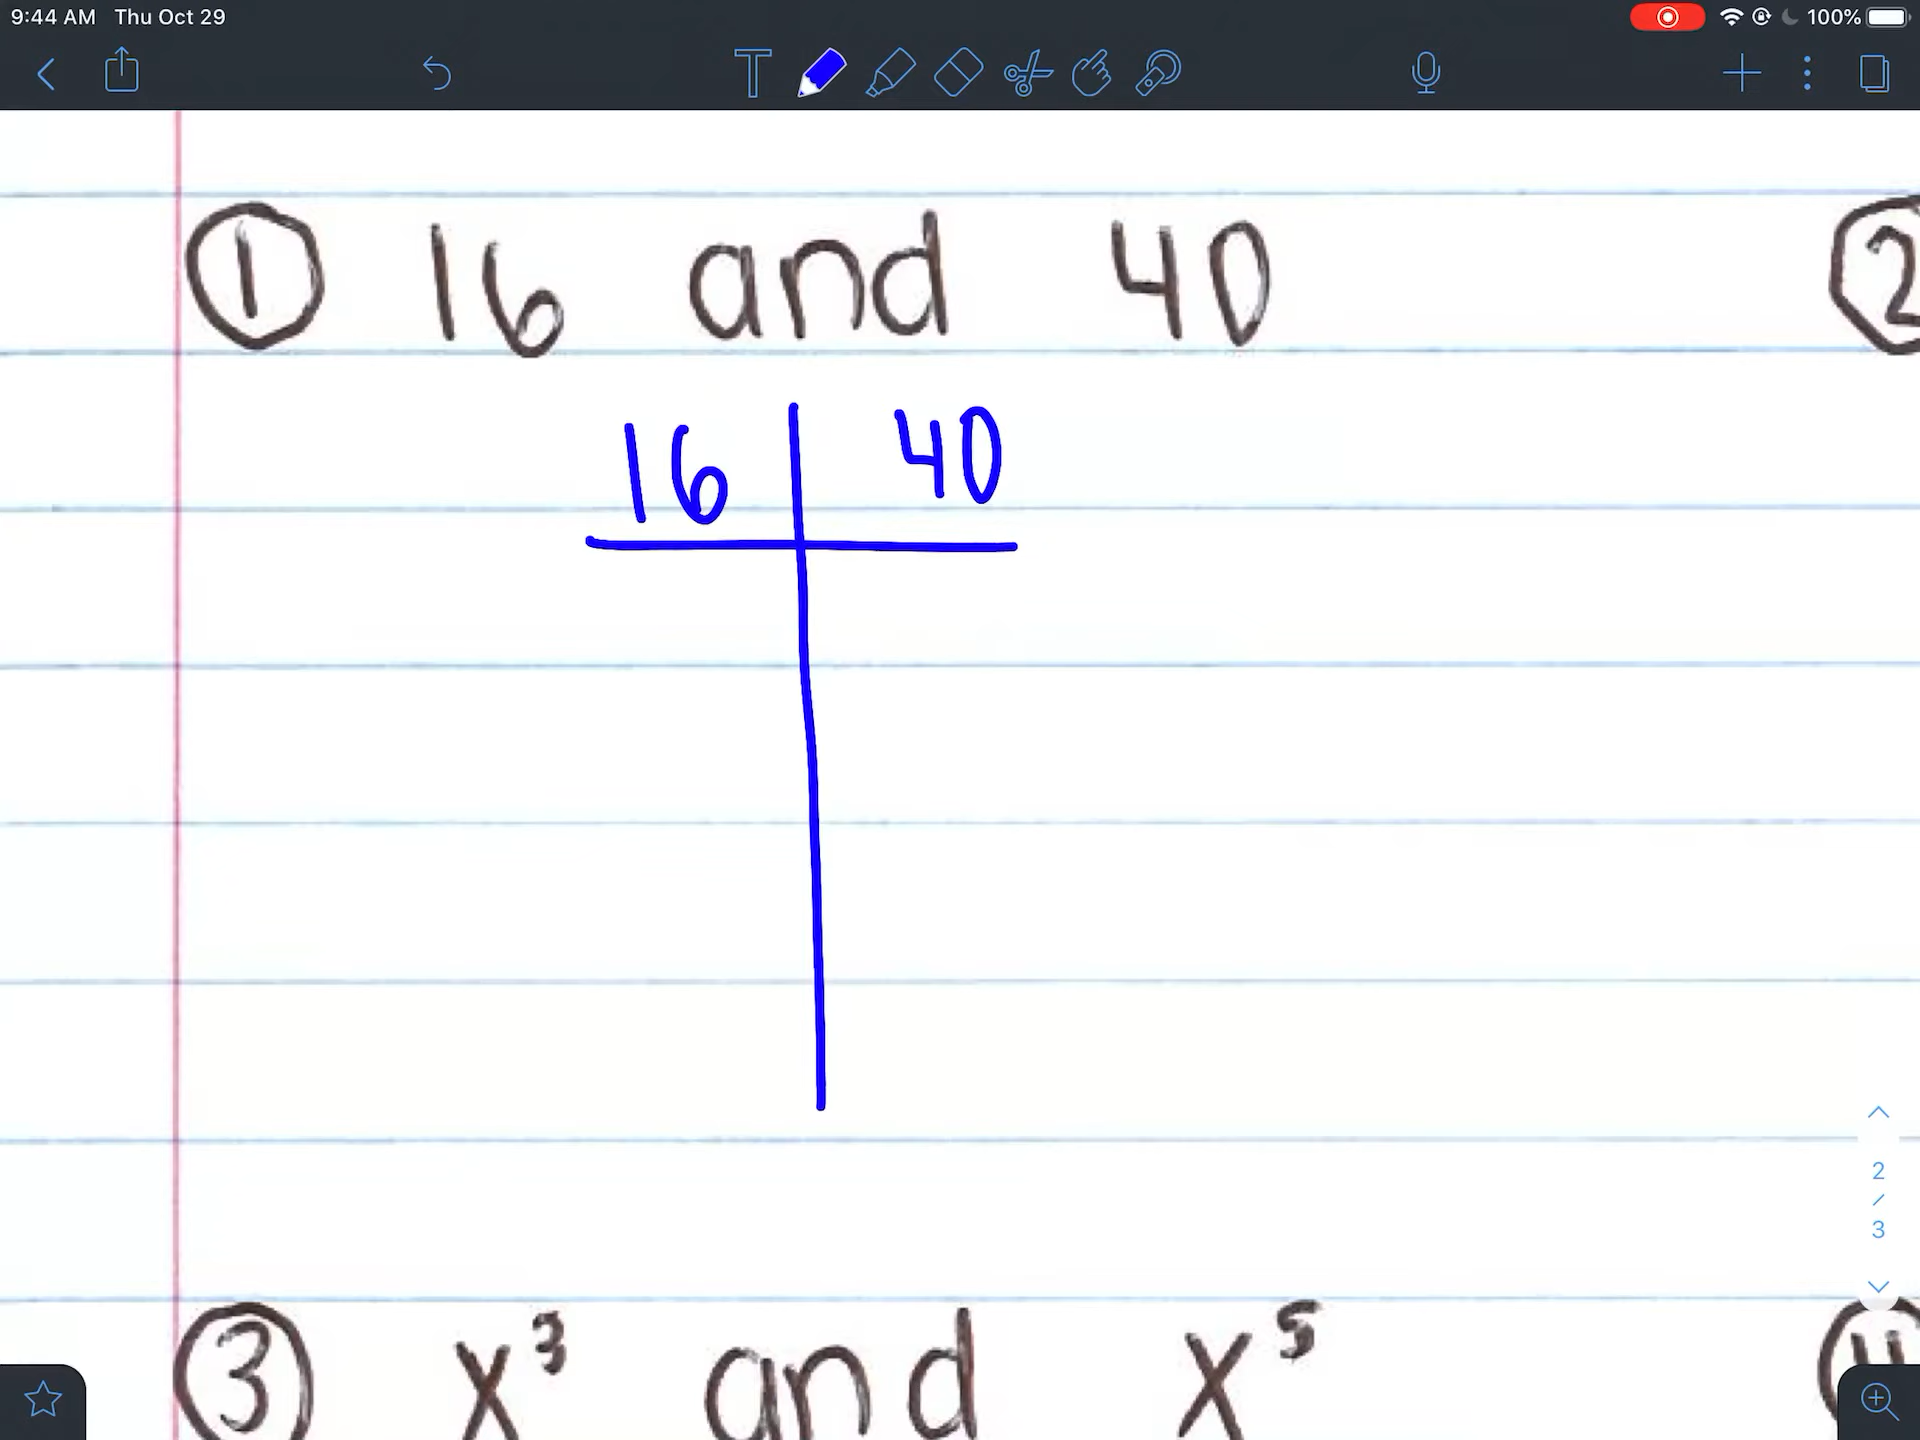 9:44 AM Thu Oct 29 100%
T
① 16 and 40 ②
16 40
2
/
3
③ x³ and x⁵